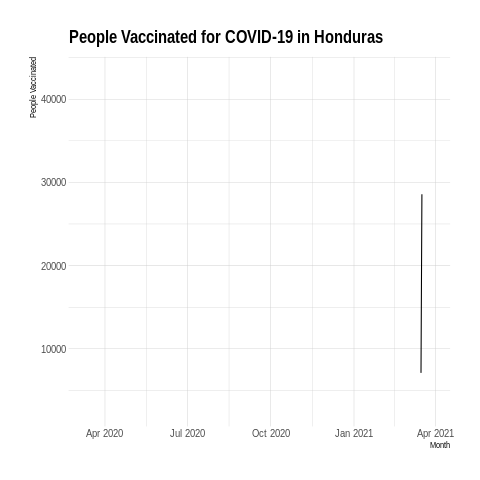 People Vaccinated for COVID-19 in Honduras
People Vaccinated
40000
30000
20000
10000
Apr 2020 Jul 2020 Oct 2020 Jan 2021 Apr 2021
Month